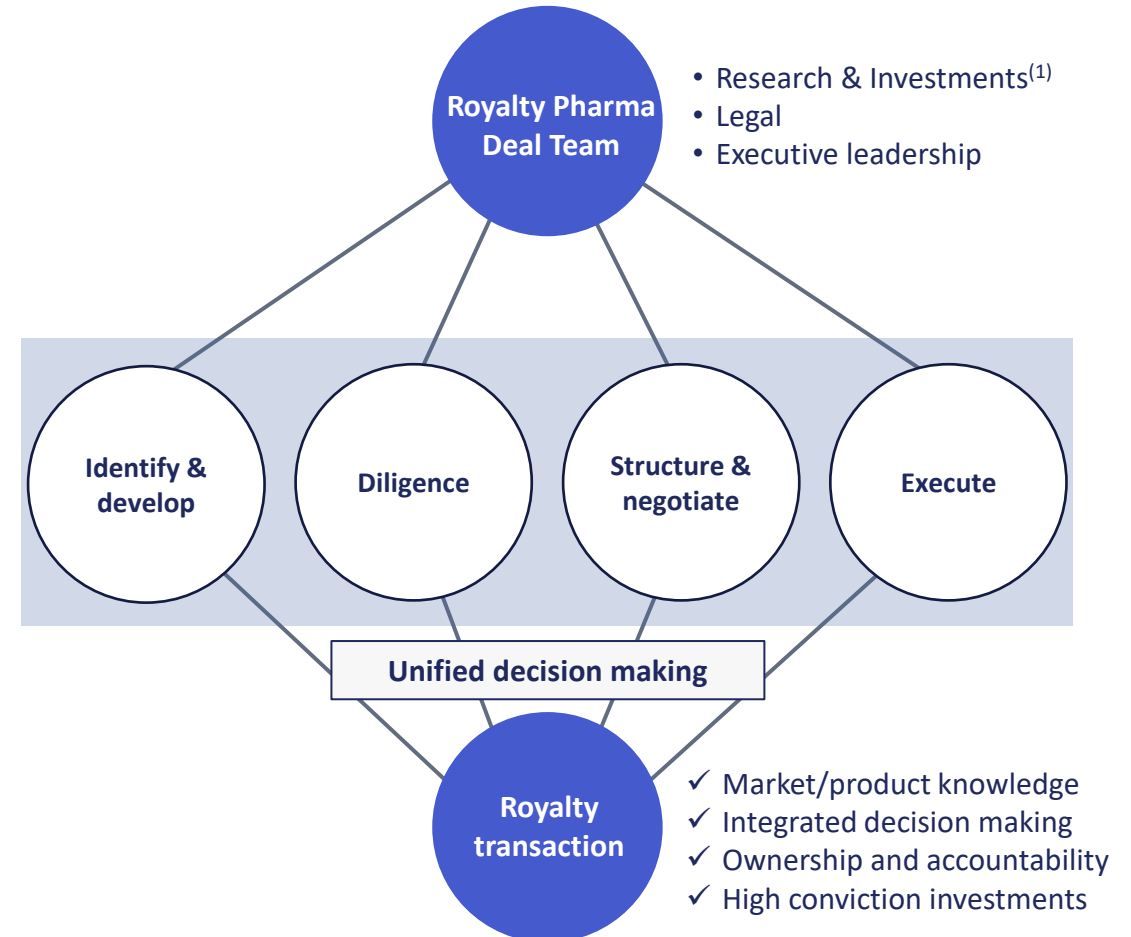 Royalty Pharma
Deal Team
• Research & Investments(1)
• Legal
• Executive leadership
Identify &
develop
Diligence
Structure &
negotiate
Execute
Unified decision making
Royalty
transaction
✓ Market/product knowledge
✓ Integrated decision making
✓ Ownership and accountability
✓ High conviction investments